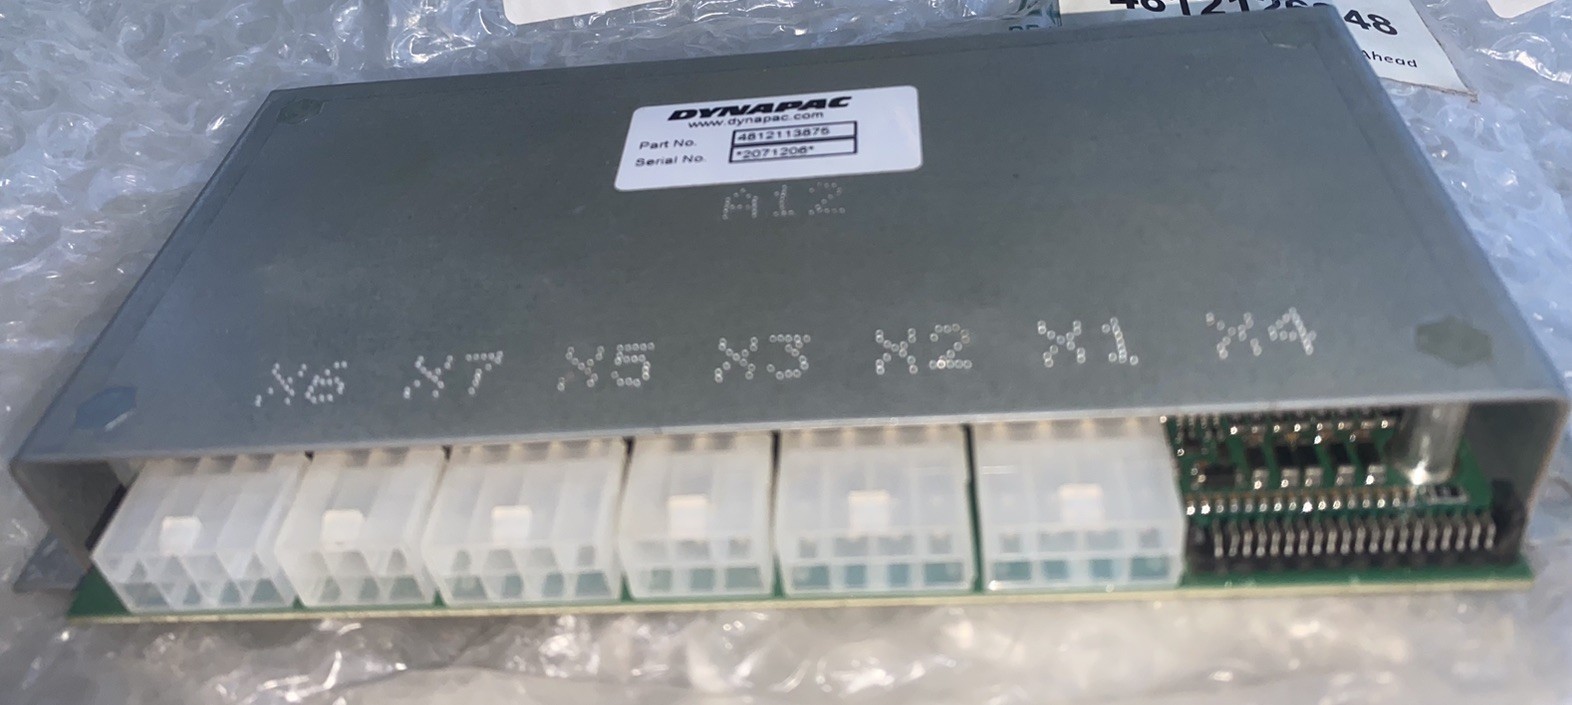 48
Ahead
DYNAPAC
www.dynapac.com
Part No. 4812113875
Serial No. *2071206*
A12
X6 X7 X5 X3 X2 X1 X4